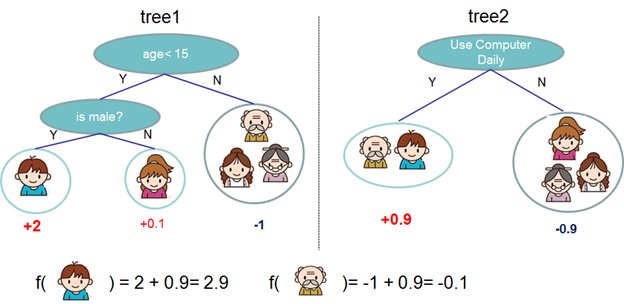 tree1
tree2
age< 15
Use Computer
Daily
Y
N
Y
N
is male?
Y
N
+2
+0.1
-1
+0.9
-0.9
f( ) = 2 + 0.9= 2.9
f( )= -1 + 0.9= -0.1